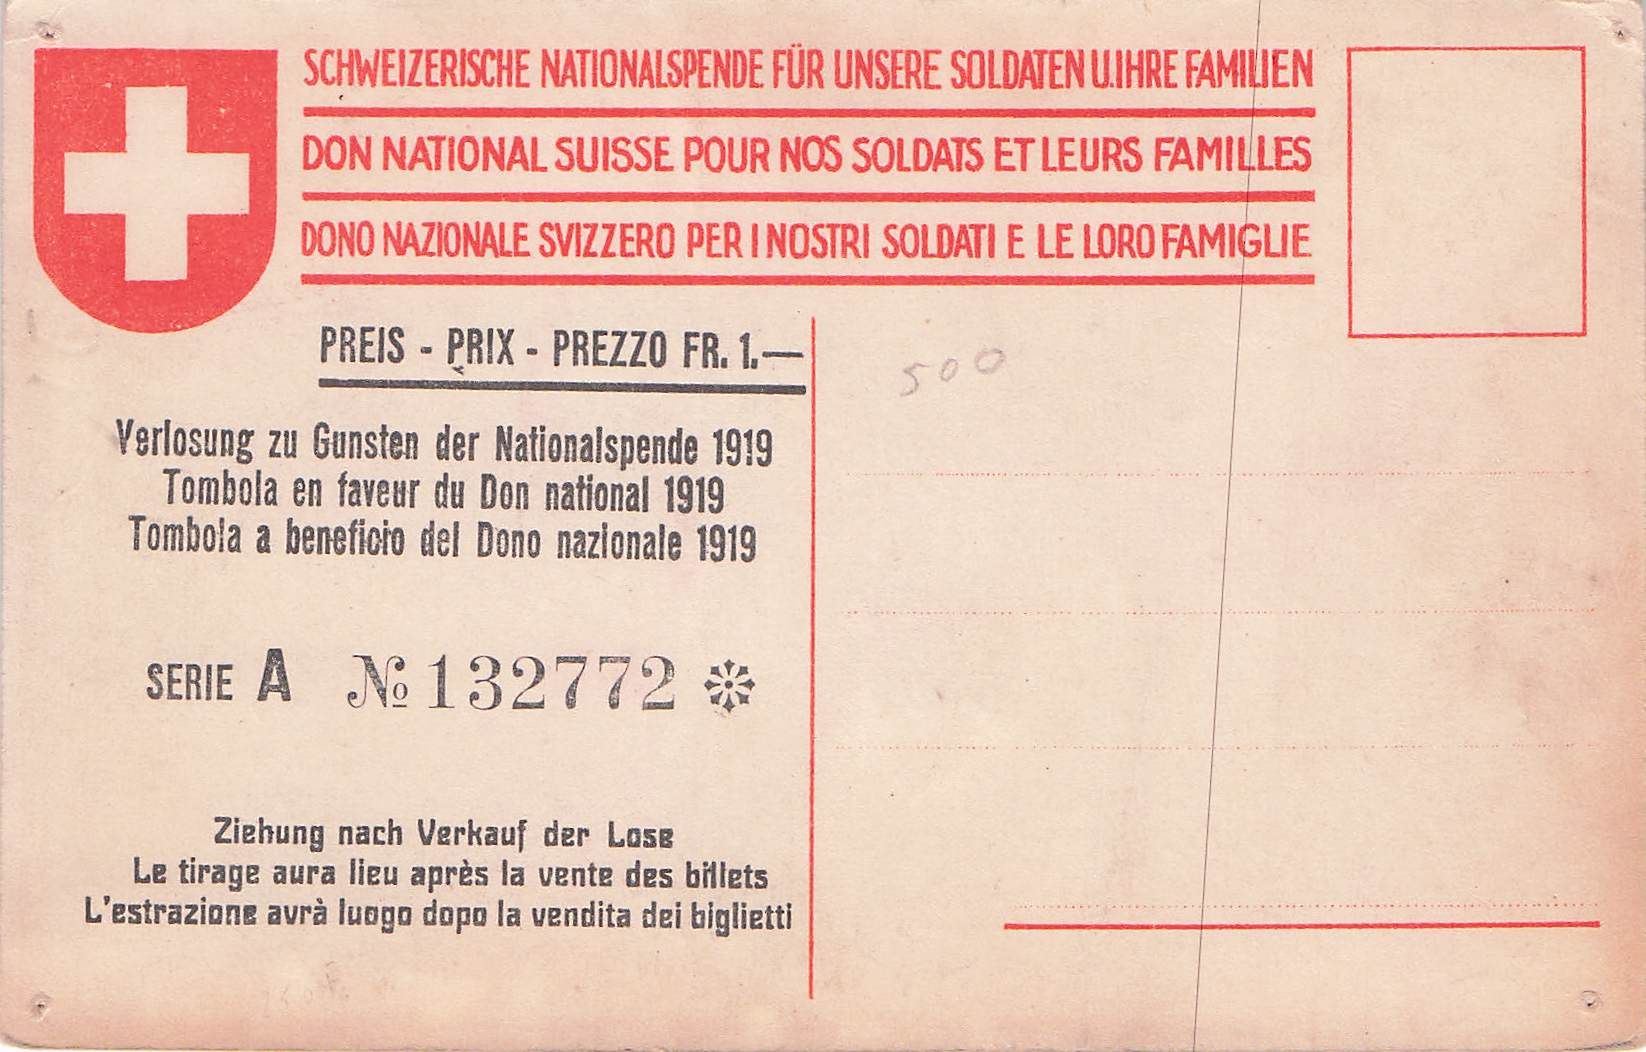 SCHWEIZERISCHE NATIONALSPENDE FÜR UNSERE SOLDATEN U.IHRE FAMILIEN
DON NATIONAL SUISSE POUR NOS SOLDATS ET LEURS FAMILLES
DONO NAZIONALE SVIZZERO PER I NOSTRI SOLDATI E LE LORO FAMIGLIE
PREIS - PRIX - PREZZO FR. 1.—
Verlosung zu Gunsten der Nationalspende 1919
Tombola en faveur du Don national 1919
Tombola a beneficio del Dono nazionale 1919
SERIE A № 132772
Ziehung nach Verkauf der Lose
Le tirage aura lieu après la vente des billets
L'estrazione avrà luogo dopo la vendita dei biglietti
500